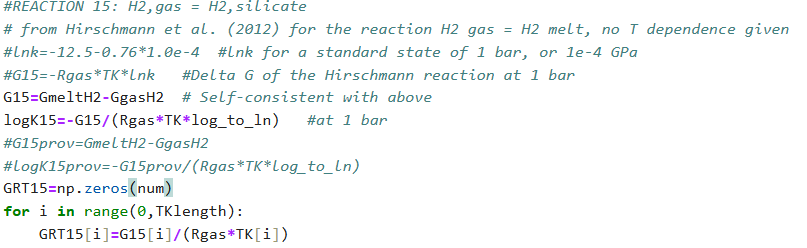 #REACTION 15: H2,gas = H2,silicate
# from Hirschmann et al. (2012) for the reaction H2 gas = H2 melt, no T dependence given
#lnk=-12.5-0.76*1.0e-4  #lnk for a standard state of 1 bar, or 1e-4 GPa
#G15=-Rgas*TK*lnk   #Delta G of the Hirschmann reaction at 1 bar
G15=GmeltH2-GgasH2  # Self-consistent with above
logK15=-G15/(Rgas*TK*log_to_ln)   #at 1 bar
#G15prov=GmeltH2-GgasH2
#logK15prov=-G15prov/(Rgas*TK*log_to_ln)
GRT15=np.zeros(num)
for i in range(0,TKlength):
    GRT15[i]=G15[i]/(Rgas*TK[i])